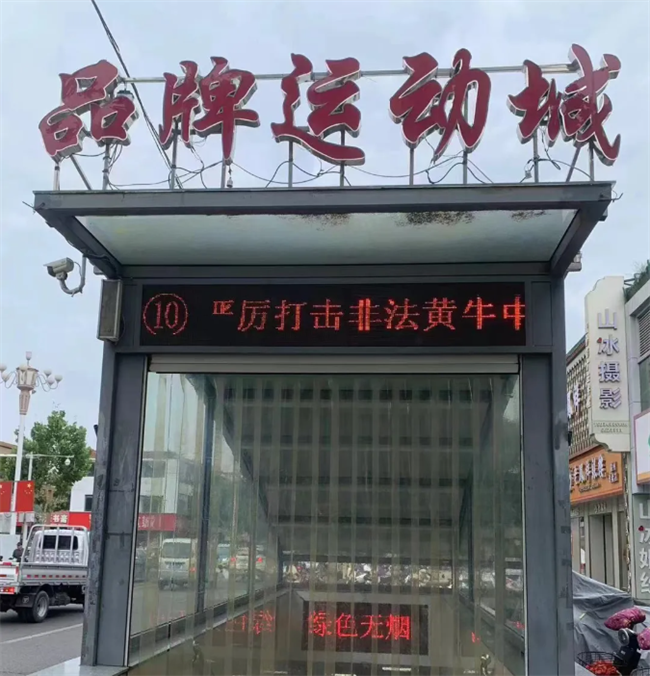 品牌运动城
⑩ 严厉打击非法黄牛中
山水摄影
绿色无烟